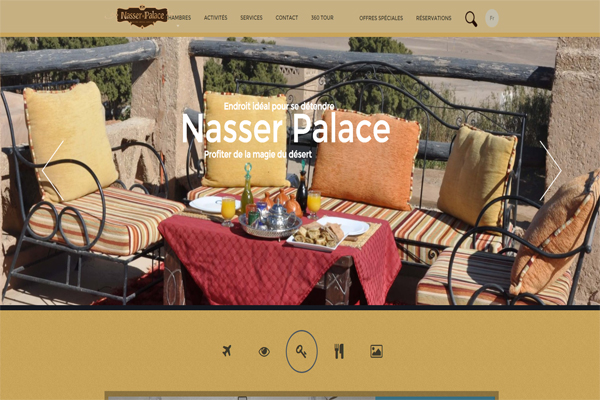 Nasser-Palace
CHAMBRES ACTIVITÉS SERVICES CONTACT 360 TOUR OFFRES SPÉCIALES RÉSERVATIONS
Endroit idéal pour se détendre
Nasser Palace
Profiter de la magie du désert